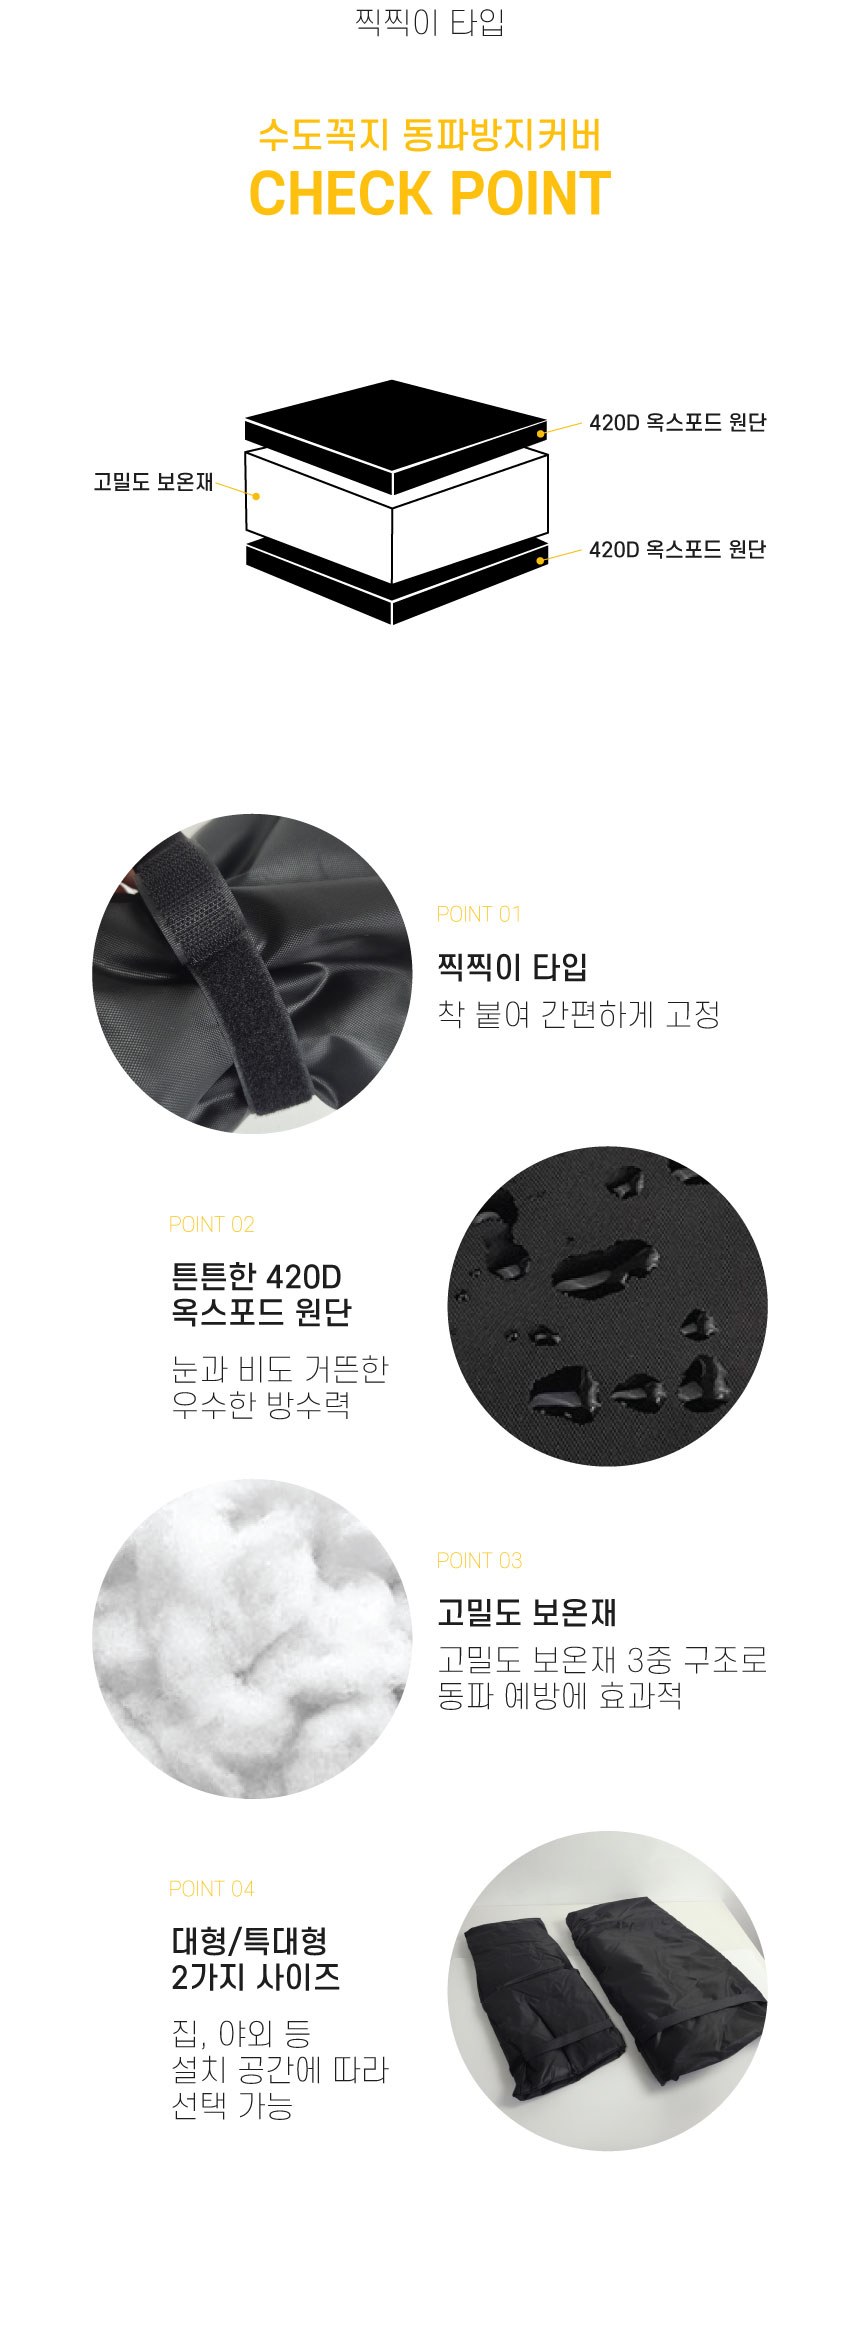 찍찍이 타입
수도꼭지 동파방지커버
CHECK POINT
420D 옥스포드 원단
고밀도 보온재
420D 옥스포드 원단
POINT 01
찍찍이 타입
착 붙여 간편하게 고정
POINT 02
튼튼한 420D
옥스포드 원단
눈과 비도 거뜬한
우수한 방수력
POINT 03
고밀도 보온재
고밀도 보온재 3중 구조로
동파 예방에 효과적
POINT 04
대형/특대형
2가지 사이즈
집, 야외 등
설치 공간에 따라
선택 가능